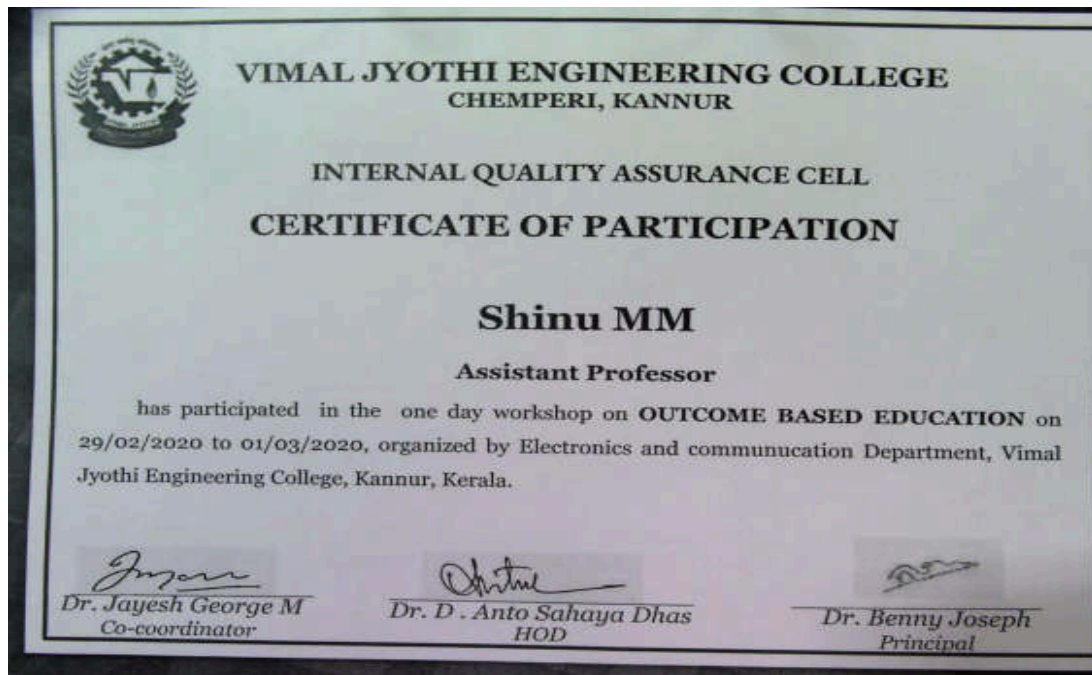 VIMAL JYOTHI ENGINEERING COLLEGE
CHEMPERI, KANNUR
INTERNAL QUALITY ASSURANCE CELL
CERTIFICATE OF PARTICIPATION
Shinu MM
Assistant Professor
has participated in the one day workshop on OUTCOME BASED EDUCATION on
29/02/2020 to 01/03/2020, organized by Electronics and communucation Department, Vimal
Jyothi Engineering College, Kannur, Kerala.
Dr. Jayesh George M
Co-coordinator
Dr. D . Anto Sahaya Dhas
HOD
Dr. Benny Joseph
Principal